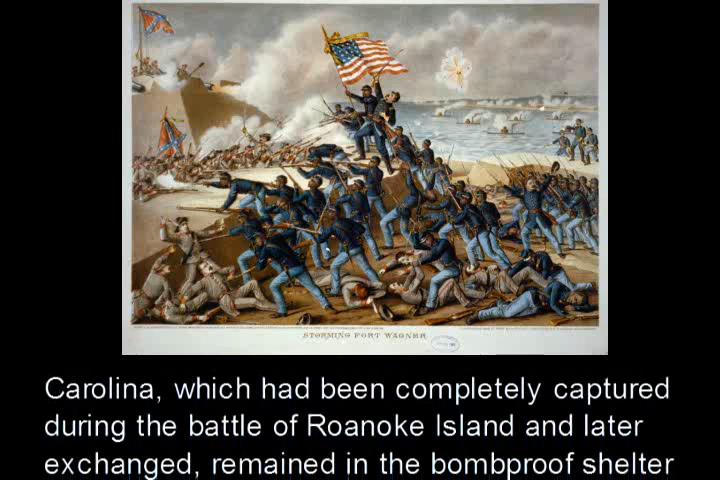 STORMING FORT WAGNER
Carolina, which had been completely captured
during the battle of Roanoke Island and later
exchanged, remained in the bombproof shelter